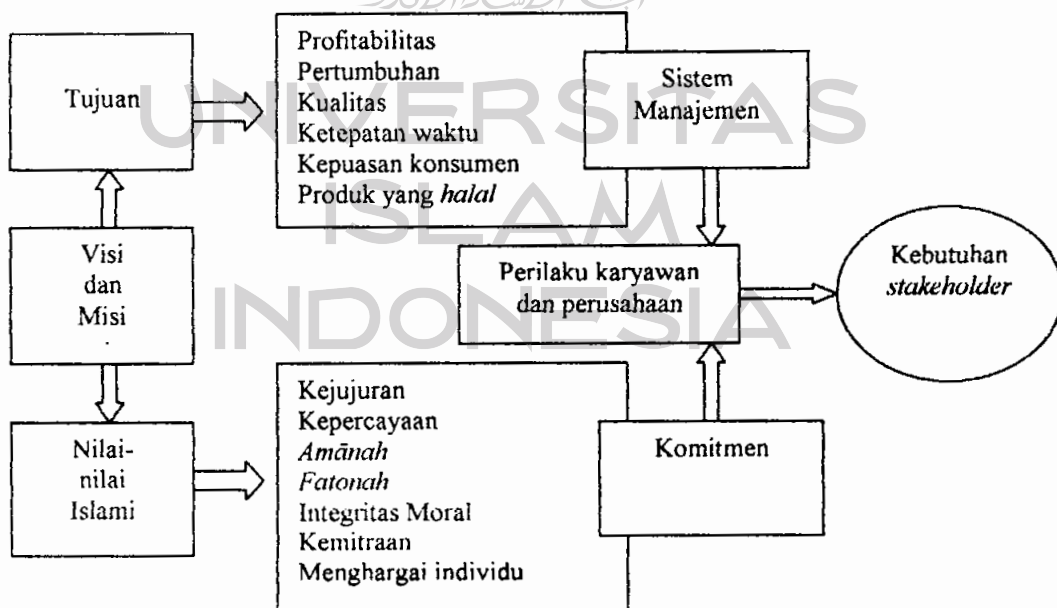 Tujuan
Profitabilitas
Pertumbuhan
Kualitas
Ketepatan waktu
Kepuasan konsumen
Produk yang halal
Sistem
Manajemen
UNIVERSITAS
ISLAM
INDONESIA
Visi
dan
Misi
Perilaku karyawan
dan perusahaan
Kebutuhan
stakeholder
Nilai-
nilai
Islami
Kejujuran
Kepercayaan
Amānah
Fatonah
Integritas Moral
Kemitraan
Menghargai individu
Komitmen